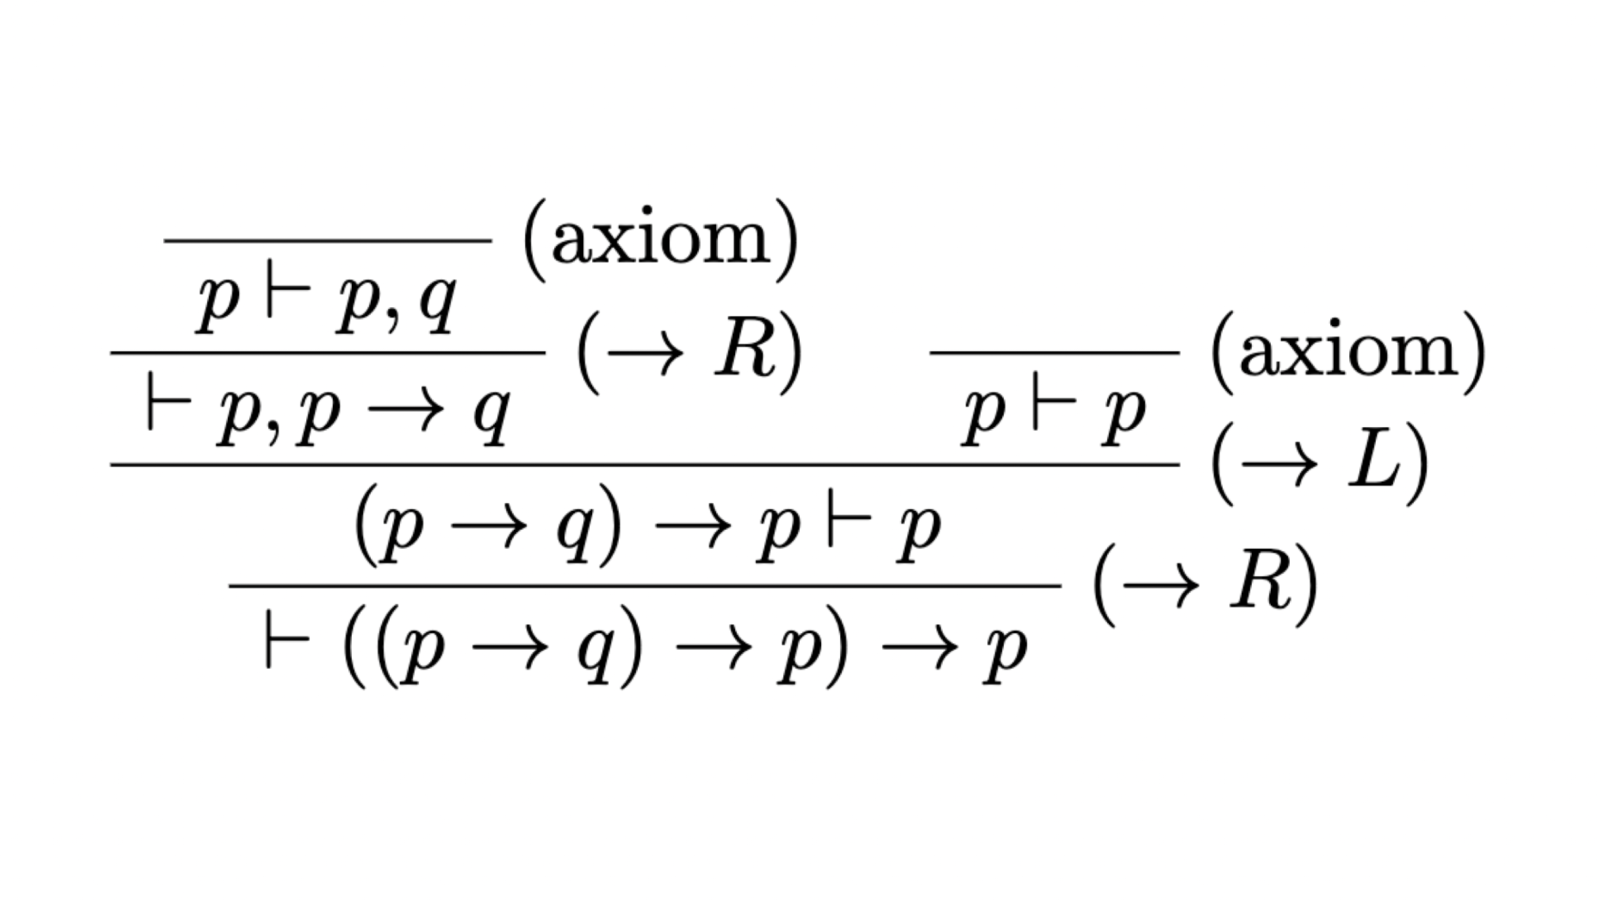 (axiom)
p ⊢ p, q
(→ R) (axiom)
⊢ p, p → q p ⊢ p
(→ L)
(p → q) → p ⊢ p
(→ R)
⊢ ((p → q) → p) → p